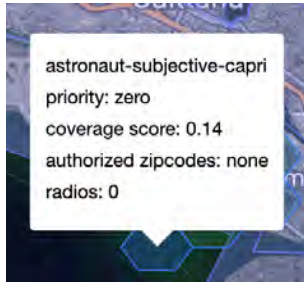 astronaut-subjective-capri
priority: zero
coverage score: 0.14
authorized zipcodes: none
radios: 0